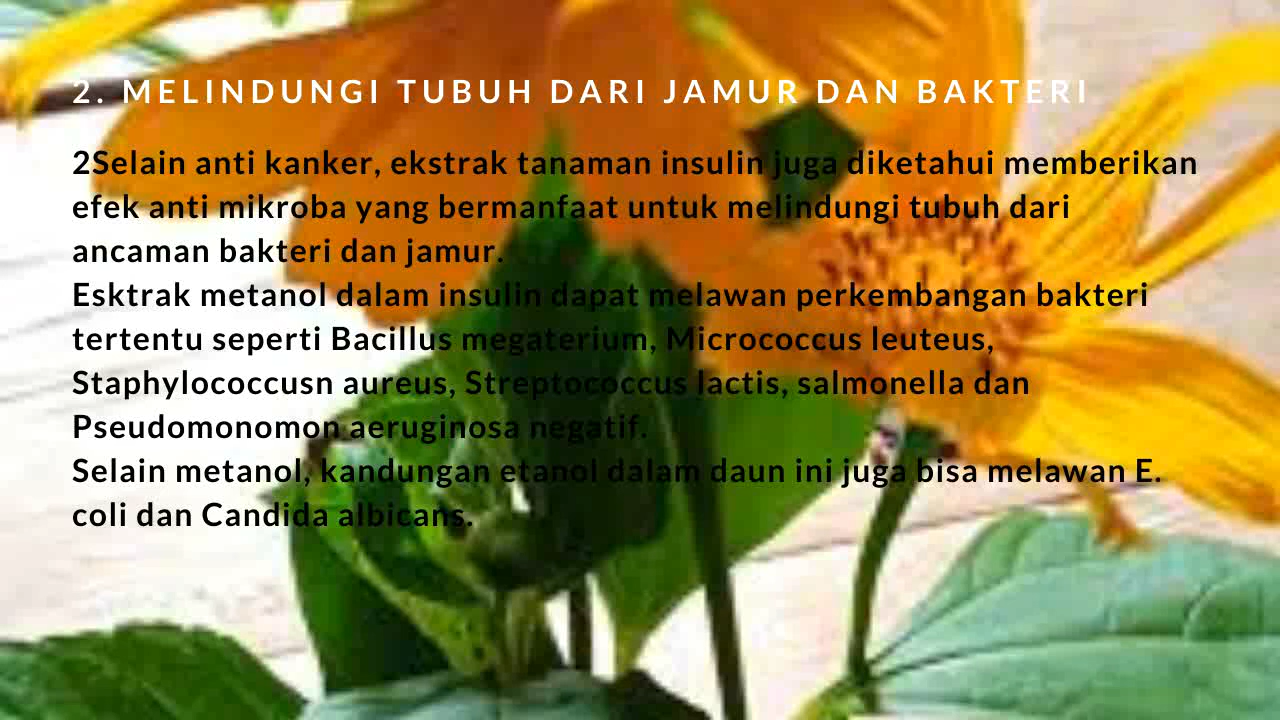 2. MELINDUNGI TUBUH DARI JAMUR DAN BAKTERI
2Selain anti kanker, ekstrak tanaman insulin juga diketahui memberikan
efek anti mikroba yang bermanfaat untuk melindungi tubuh dari
ancaman bakteri dan jamur.
Esktrak metanol dalam insulin dapat melawan perkembangan bakteri
tertentu seperti Bacillus megaterium, Micrococcus leuteus,
Staphylococcusn aureus, Streptococcus lactis, salmonella dan
Pseudomonomon aeruginosa negatif.
Selain metanol, kandungan etanol dalam daun ini juga bisa melawan E.
coli dan Candida albicans.